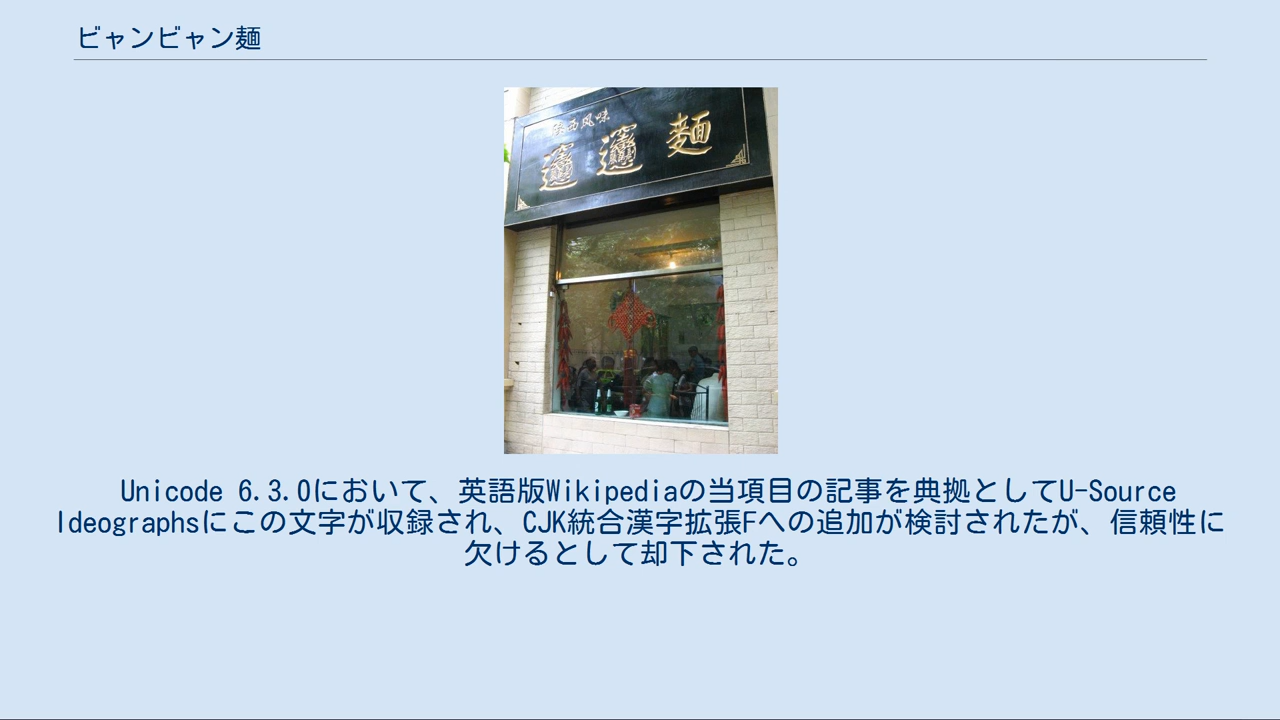 ビャンビャン麺
陕西风味
𰻞𰻞麵
Unicode 6.3.0において、英語版Wikipediaの当項目の記事を典拠としてU-Source
Ideographsにこの文字が収録され、CJK統合漢字拡張Fへの追加が検討されたが、信頼性に
欠けるとして却下された。